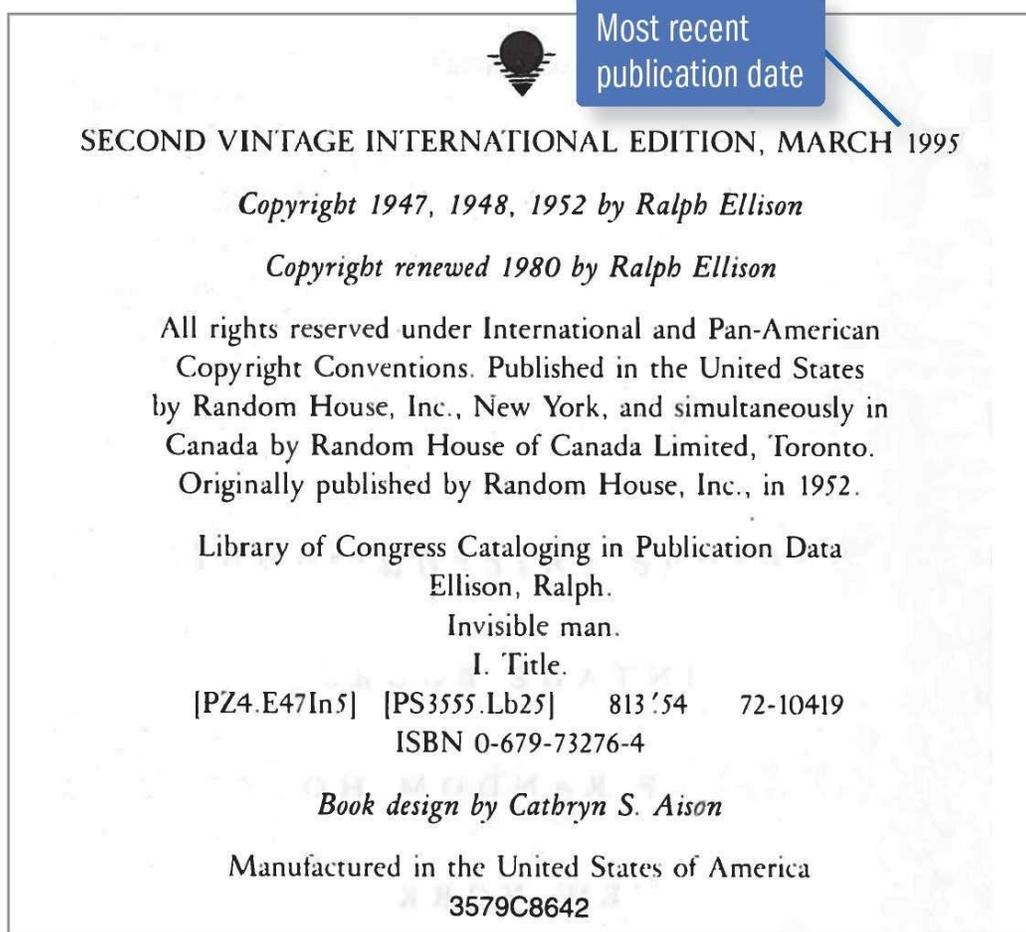 Most recent
publication date
SECOND VINTAGE INTERNATIONAL EDITION, MARCH 1995
Copyright 1947, 1948, 1952 by Ralph Ellison
Copyright renewed 1980 by Ralph Ellison
All rights reserved under International and Pan-American
Copyright Conventions. Published in the United States
by Random House, Inc., New York, and simultaneously in
Canada by Random House of Canada Limited, Toronto.
Originally published by Random House, Inc., in 1952.
Library of Congress Cataloging in Publication Data
Ellison, Ralph.
Invisible man.
I. Title.
[PZ4.E47In5] [PS3555.Lb25] 813'.54 72-10419
ISBN 0-679-73276-4
Book design by Cathryn S. Aison
Manufactured in the United States of America
3579C8642